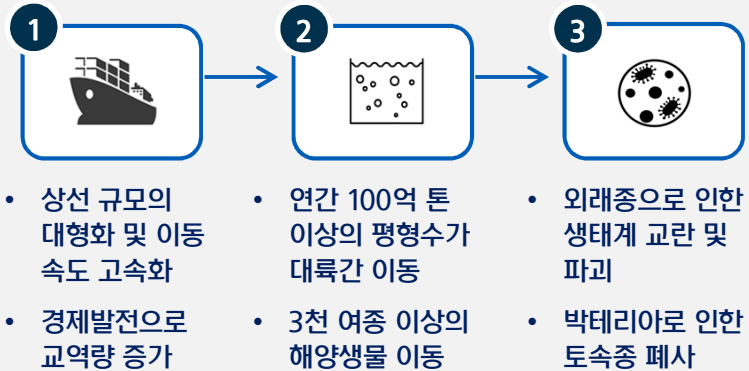 1
2
3
• 상선 규모의
대형화 및 이동
속도 고속화
• 경제발전으로
교역량 증가
• 연간 100억 톤
이상의 평형수가
대륙간 이동
• 3천 여종 이상의
해양생물 이동
• 외래종으로 인한
생태계 교란 및
파괴
• 박테리아로 인한
토속종 폐사